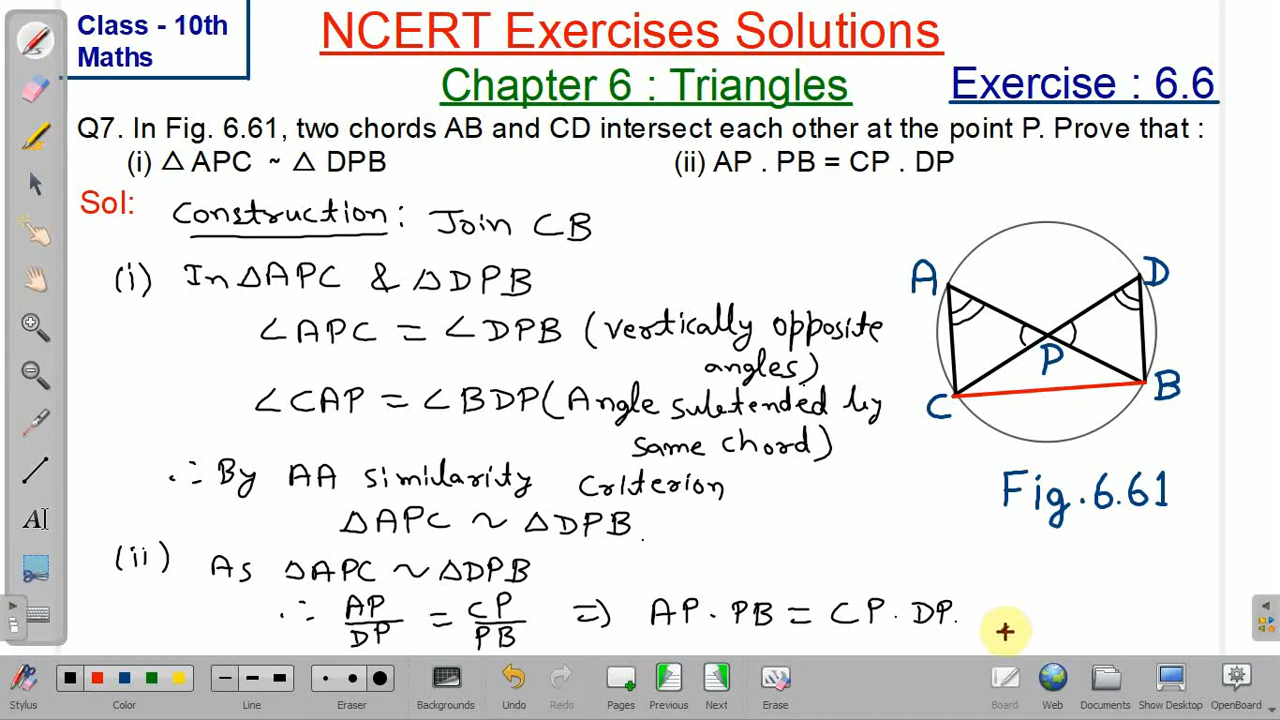 Class - 10th
Maths
NCERT Exercises Solutions
Chapter 6 : Triangles
Exercise : 6.6
Q7. In Fig. 6.61, two chords AB and CD intersect each other at the point P. Prove that :
(i) △ APC ~ △ DPB (ii) AP . PB = CP . DP
Sol:
Construction: Join CB
(i) In △APC & △DPB
∠APC = ∠DPB (vertically opposite
angles)
∠CAP = ∠BDP (Angle subtended by
same chord)
∴ By AA similarity Criterion
△APC ~ △DPB.
(ii) As △APC ~ △DPB
∴ AP/DP = CP/PB ⇒ AP . PB = CP . DP.
A
D
P
C
B
Fig. 6.61
AI
Stylus
Color
Line
Eraser
Backgrounds
Undo
Redo
Pages
Previous
Next
Erase
Board
Web
Documents
Show Desktop
OpenBoard